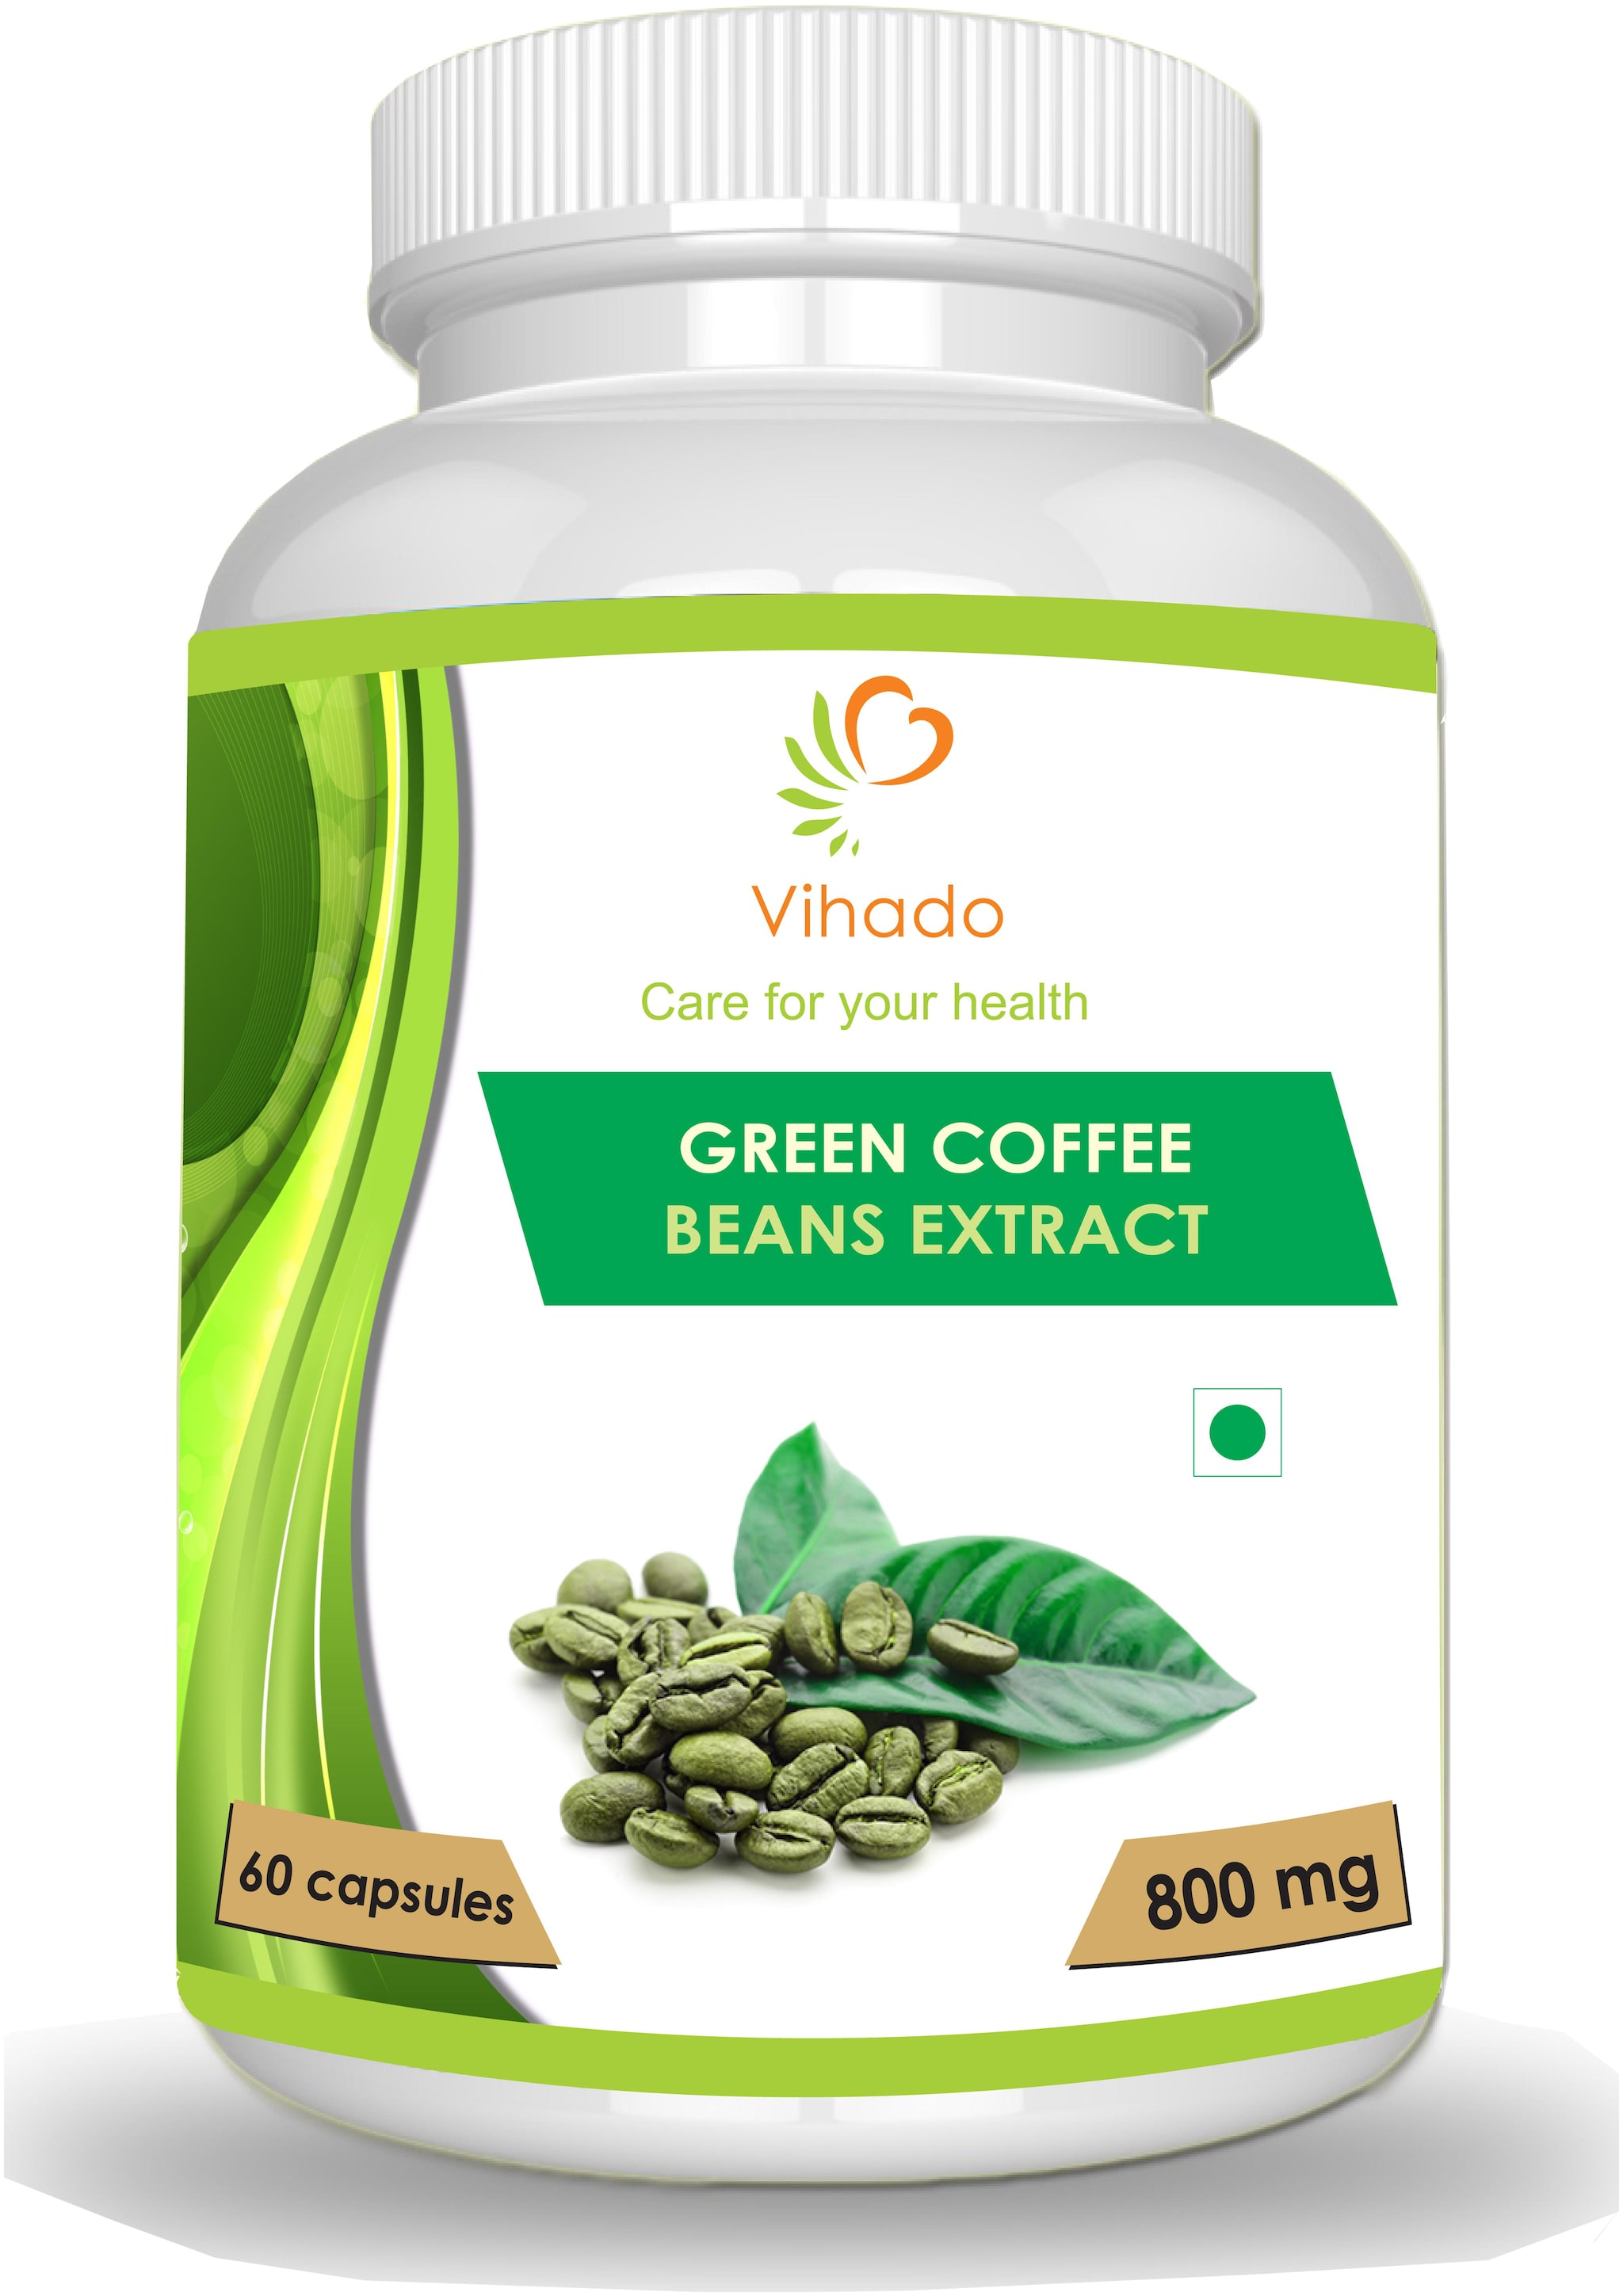 Vihado
Care for your health
GREEN COFFEE
BEANS EXTRACT
60 capsules
800 mg